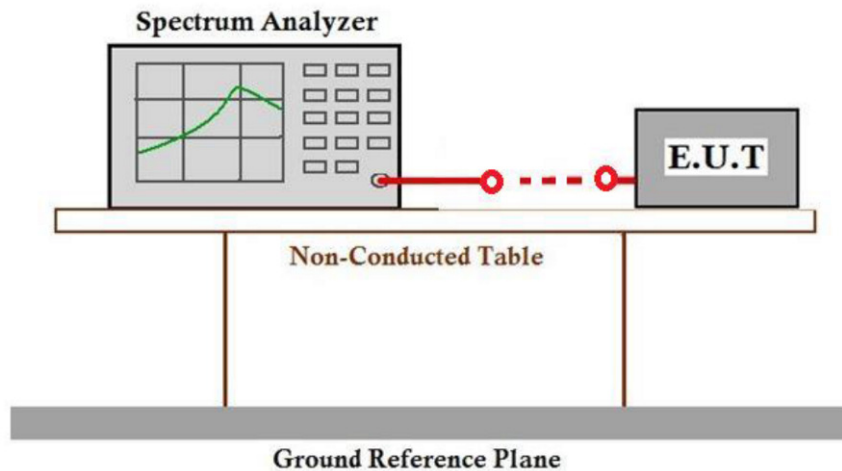 Spectrum Analyzer
E.U.T
Non-Conducted Table
Ground Reference Plane